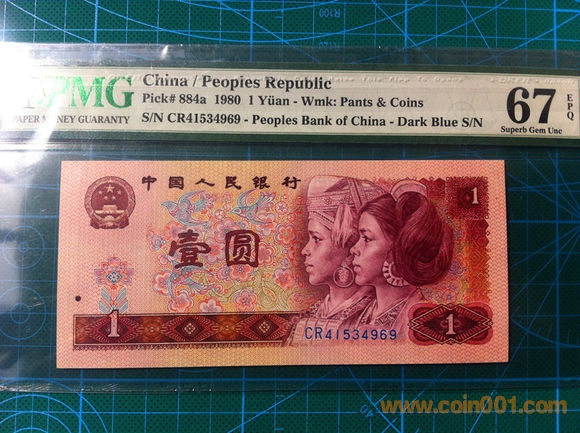 R100
PMG
PAPER MONEY GUARANTY
China / Peoples Republic
Pick# 884a 1980 1 Yüan - Wmk: Pants & Coins
S/N CR41534969 - Peoples Bank of China - Dark Blue S/N
67
EPQ
Superb Gem Unc
中国人民银行
1
壹圆
1
CR41534969
1
www.coin001.com